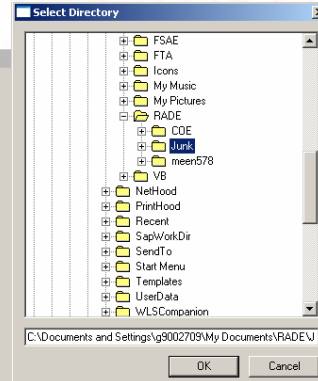 Select Directory
FSAE
FTA
Icons
My Music
My Pictures
RADE
COE
Junk
meen578
VB
NetHood
PrintHood
Recent
SapWorkDir
SendTo
Start Menu
Templates
UserData
WLSCompanion
C:\Documents and Settings\g9002709\My Documents\RADE\J
OK
Cancel